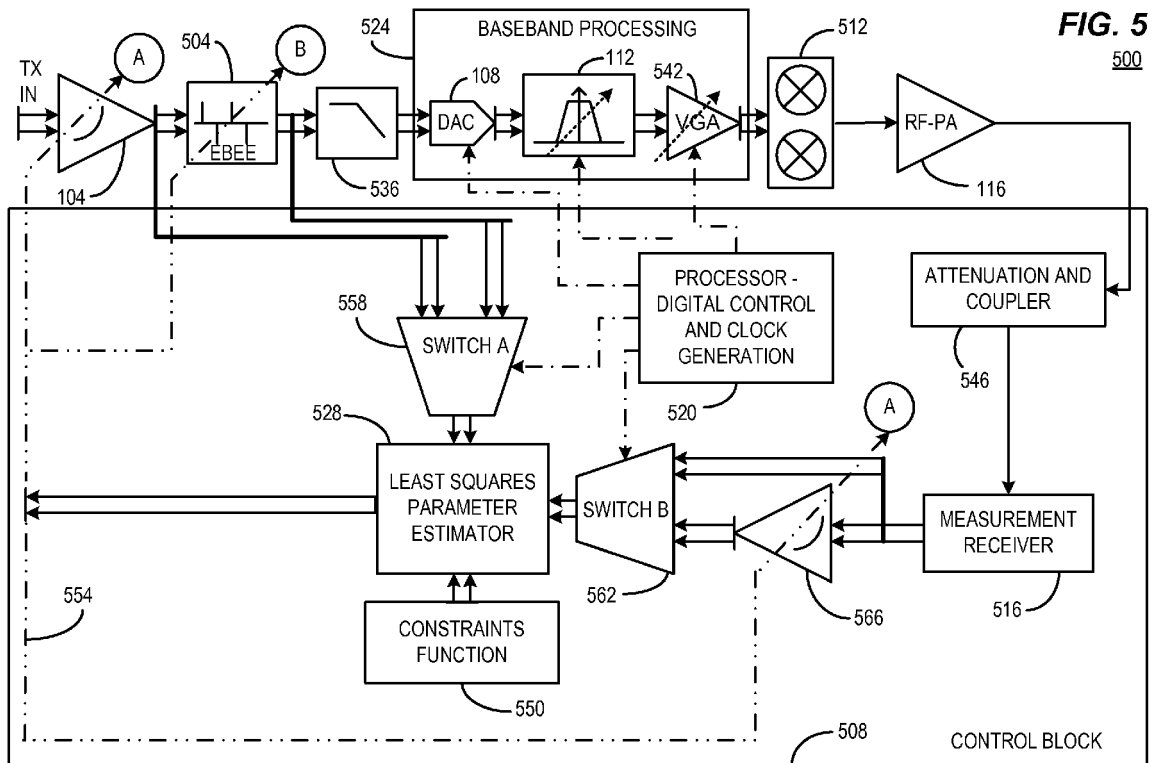 FIG. 5
500
TX
IN
A
504
B
EBEE
104
536
524
BASEBAND PROCESSING
108
DAC
112
542
VGA
512
RF-PA
116
558
SWITCH A
PROCESSOR -
DIGITAL CONTROL
AND CLOCK
GENERATION
520
ATTENUATION AND
COUPLER
546
528
LEAST SQUARES
PARAMETER
ESTIMATOR
SWITCH B
562
A
566
MEASUREMENT
RECEIVER
516
554
CONSTRAINTS
FUNCTION
550
508
CONTROL BLOCK